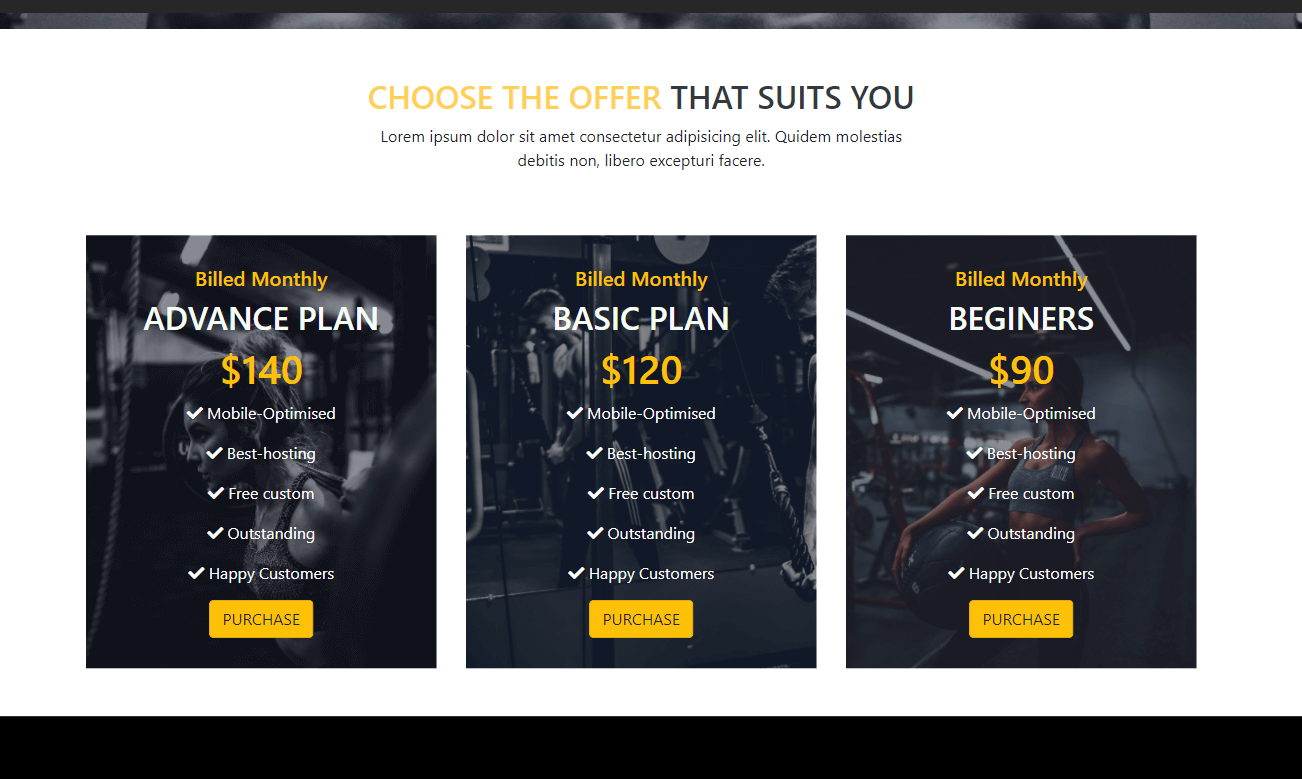 CHOOSE THE OFFER THAT SUITS YOU
Lorem ipsum dolor sit amet consectetur adipisicing elit. Quidem molestias
debitis non, libero excepturi facere.
Billed Monthly
ADVANCE PLAN
$140
Mobile-Optimised
Best-hosting
Free custom
Outstanding
Happy Customers
PURCHASE
Billed Monthly
BASIC PLAN
$120
Mobile-Optimised
Best-hosting
Free custom
Outstanding
Happy Customers
PURCHASE
Billed Monthly
BEGINERS
$90
Mobile-Optimised
Best-hosting
Free custom
Outstanding
Happy Customers
PURCHASE